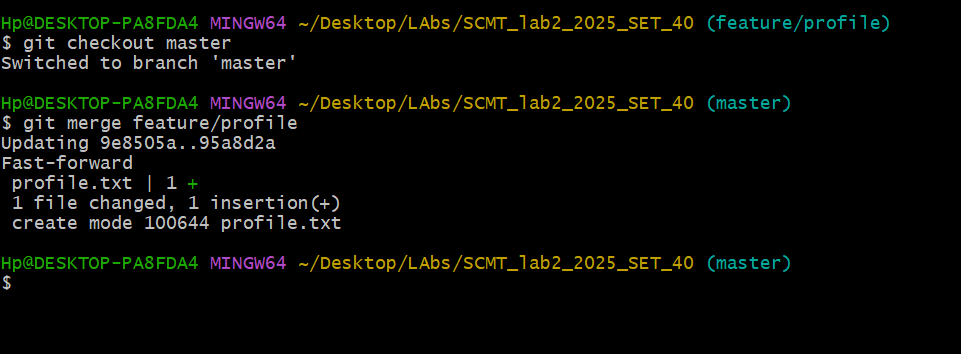 Hp@DESKTOP-PA8FDA4 MINGW64 ~/Desktop/LAbs/SCMT_lab2_2025_SET_40 (feature/profile)
$ git checkout master
Switched to branch 'master'
Hp@DESKTOP-PA8FDA4 MINGW64 ~/Desktop/LAbs/SCMT_lab2_2025_SET_40 (master)
$ git merge feature/profile
Updating 9e8505a..95a8d2a
Fast-forward
 profile.txt | 1 +
 1 file changed, 1 insertion(+)
 create mode 100644 profile.txt
Hp@DESKTOP-PA8FDA4 MINGW64 ~/Desktop/LAbs/SCMT_lab2_2025_SET_40 (master)
$